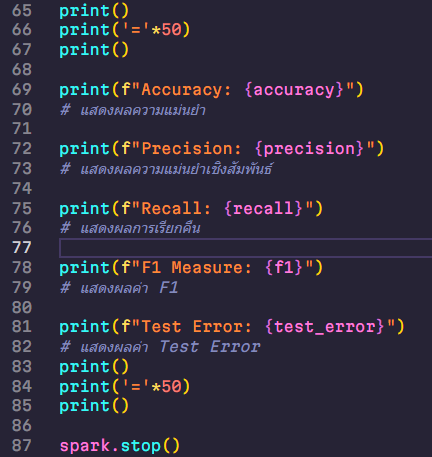 65 print()
66 print('='*50)
67 print()
68
69 print(f"Accuracy: {accuracy}")
70 # แสดงผลความแม่นยำ
71
72 print(f"Precision: {precision}")
73 # แสดงผลความแม่นยำเชิงสัมพันธ์
74
75 print(f"Recall: {recall}")
76 # แสดงผลการเรียกคืน
77
78 print(f"F1 Measure: {f1}")
79 # แสดงผลค่า F1
80
81 print(f"Test Error: {test_error}")
82 # แสดงผลค่า Test Error
83 print()
84 print('='*50)
85 print()
86
87 spark.stop()